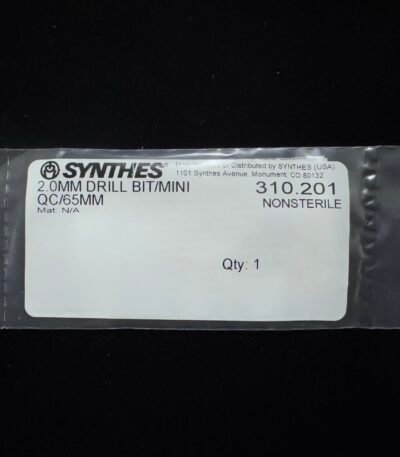 SYNTHES®
or Distributed by SYNTHES (USA)
1101 Synthes Avenue, Monument, CO 80132
2.0MM DRILL BIT/MINI
QC/65MM
Mat. N/A
310.201
NONSTERILE
Qty: 1